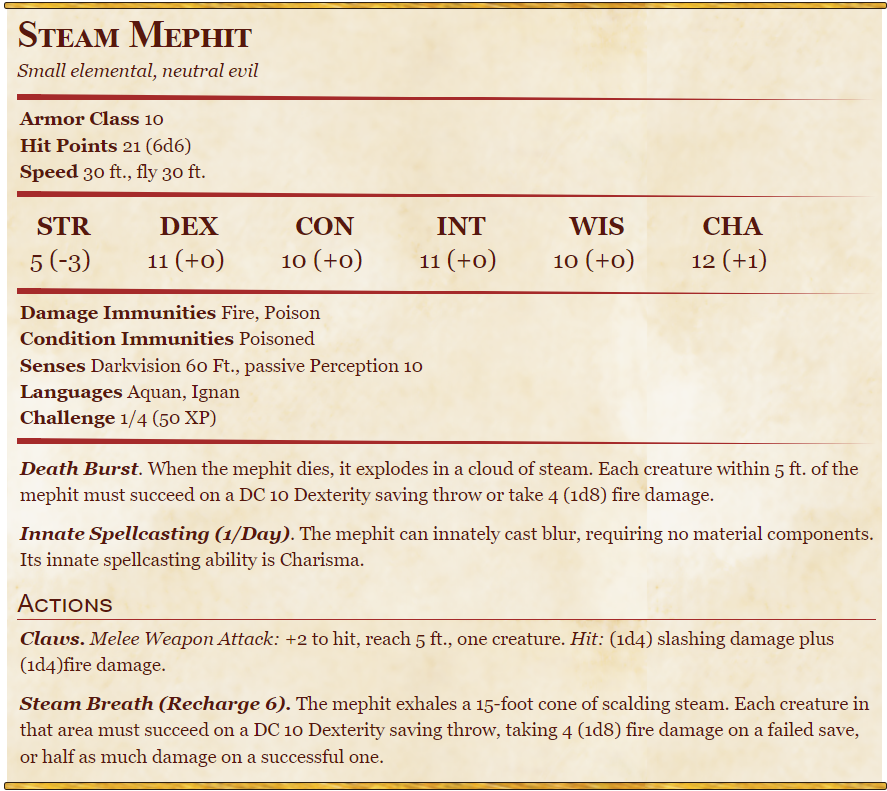 Steam Mephit
Small elemental, neutral evil
Armor Class 10
Hit Points 21 (6d6)
Speed 30 ft., fly 30 ft.
STR DEX CON INT WIS CHA
5 (-3) 11 (+0) 10 (+0) 11 (+0) 10 (+0) 12 (+1)
Damage Immunities Fire, Poison
Condition Immunities Poisoned
Senses Darkvision 60 Ft., passive Perception 10
Languages Aquan, Ignan
Challenge 1/4 (50 XP)
Death Burst. When the mephit dies, it explodes in a cloud of steam. Each creature within 5 ft. of the
mephit must succeed on a DC 10 Dexterity saving throw or take 4 (1d8) fire damage.
Innate Spellcasting (1/Day). The mephit can innately cast blur, requiring no material components.
Its innate spellcasting ability is Charisma.
Actions
Claws. Melee Weapon Attack: +2 to hit, reach 5 ft., one creature. Hit: (1d4) slashing damage plus
(1d4)fire damage.
Steam Breath (Recharge 6). The mephit exhales a 15-foot cone of scalding steam. Each creature in
that area must succeed on a DC 10 Dexterity saving throw, taking 4 (1d8) fire damage on a failed save,
or half as much damage on a successful one.